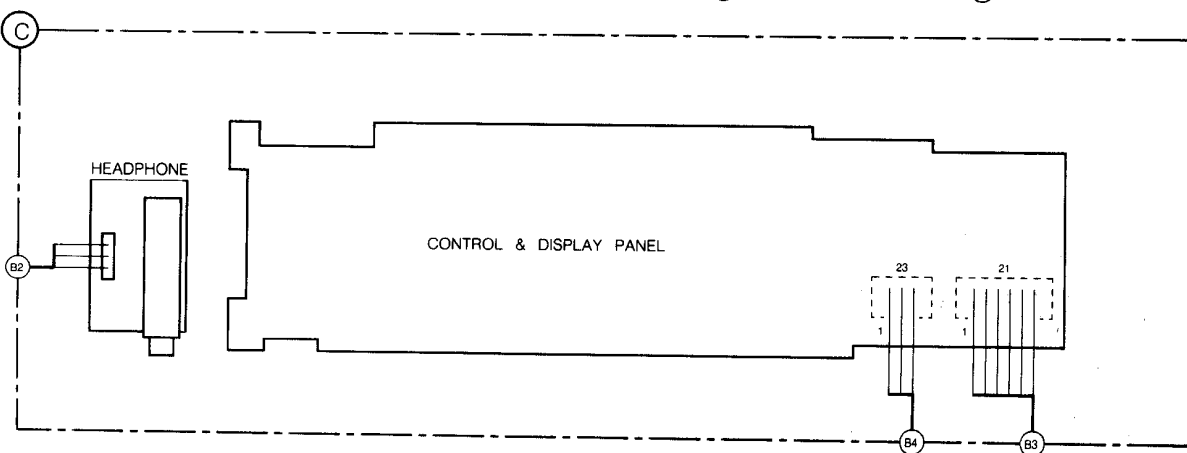 C
HEADPHONE
B2
CONTROL & DISPLAY PANEL
23
21
1
1
B4
B3